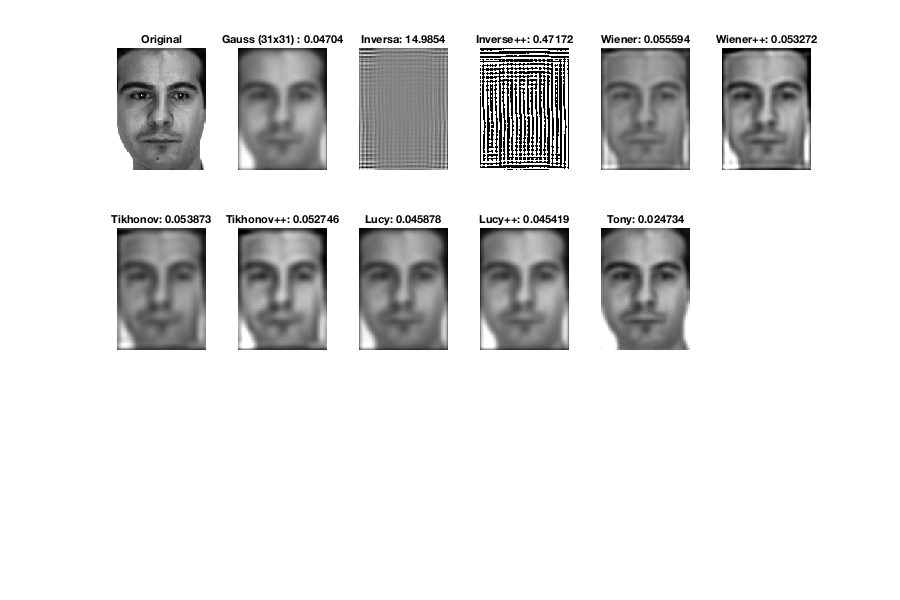 Original
Gauss (31x31) : 0.04704
Inversa: 14.9854
Inverse++: 0.47172
Wiener: 0.055594
Wiener++: 0.053272
Tikhonov: 0.053873
Tikhonov++: 0.052746
Lucy: 0.045878
Lucy++: 0.045419
Tony: 0.024734